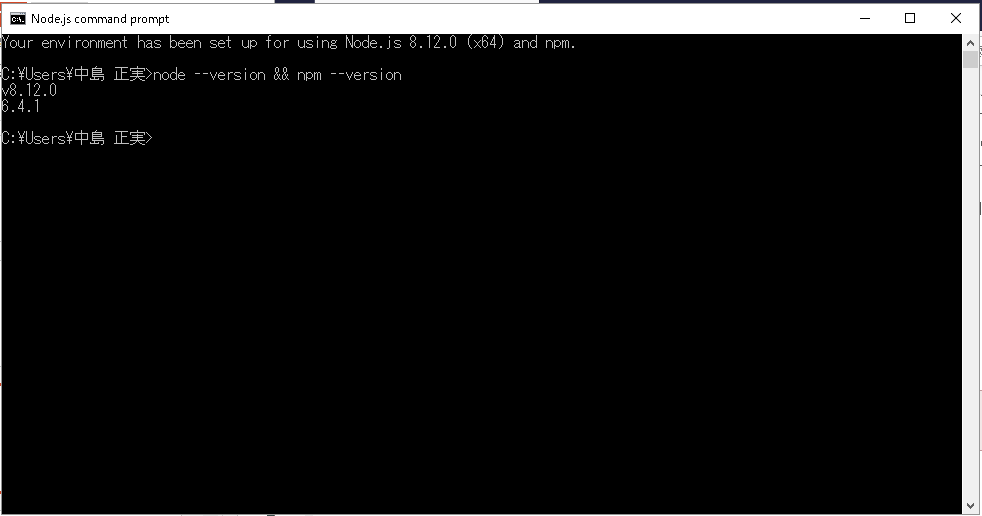 Node.js command prompt
Your environment has been set up for using Node.js 8.12.0 (x64) and npm.
C:¥Users¥中島 正実>node --version && npm --version
v8.12.0
6.4.1
C:¥Users¥中島 正実>